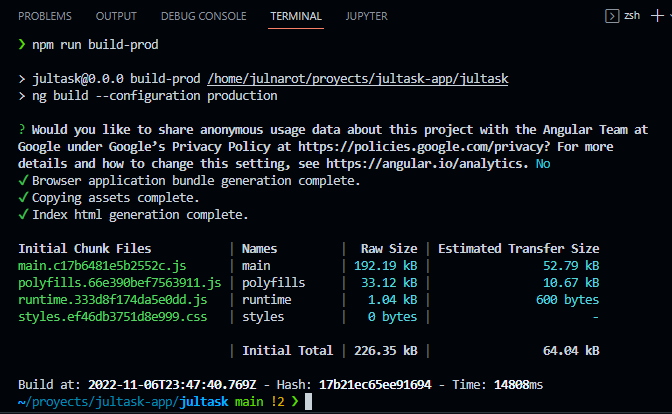 PROBLEMS OUTPUT DEBUG CONSOLE TERMINAL JUPYTER zsh
❯ npm run build-prod
> jultask@0.0.0 build-prod /home/julnarot/proyects/jultask-app/jultask
> ng build --configuration production
? Would you like to share anonymous usage data about this project with the Angular Team at
Google under Google’s Privacy Policy at https://policies.google.com/privacy? For more
details and how to change this setting, see https://angular.io/analytics. No
✓ Browser application bundle generation complete.
✓ Copying assets complete.
✓ Index html generation complete.
Initial Chunk Files | Names | Raw Size | Estimated Transfer Size
main.c17b6481e5b2552c.js | main | 192.19 kB | 52.79 kB
polyfills.66e390bef7563911.js | polyfills | 33.12 kB | 10.67 kB
runtime.333d8f174da5e0dd.js | runtime | 1.04 kB | 600 bytes
styles.ef46db3751d8e999.css | styles | 0 bytes | -
| Initial Total | 226.35 kB | 64.04 kB
Build at: 2022-11-06T23:47:40.769Z - Hash: 17b21ec65ee91694 - Time: 14808ms
~/proyects/jultask-app/jultask main !2 ❯